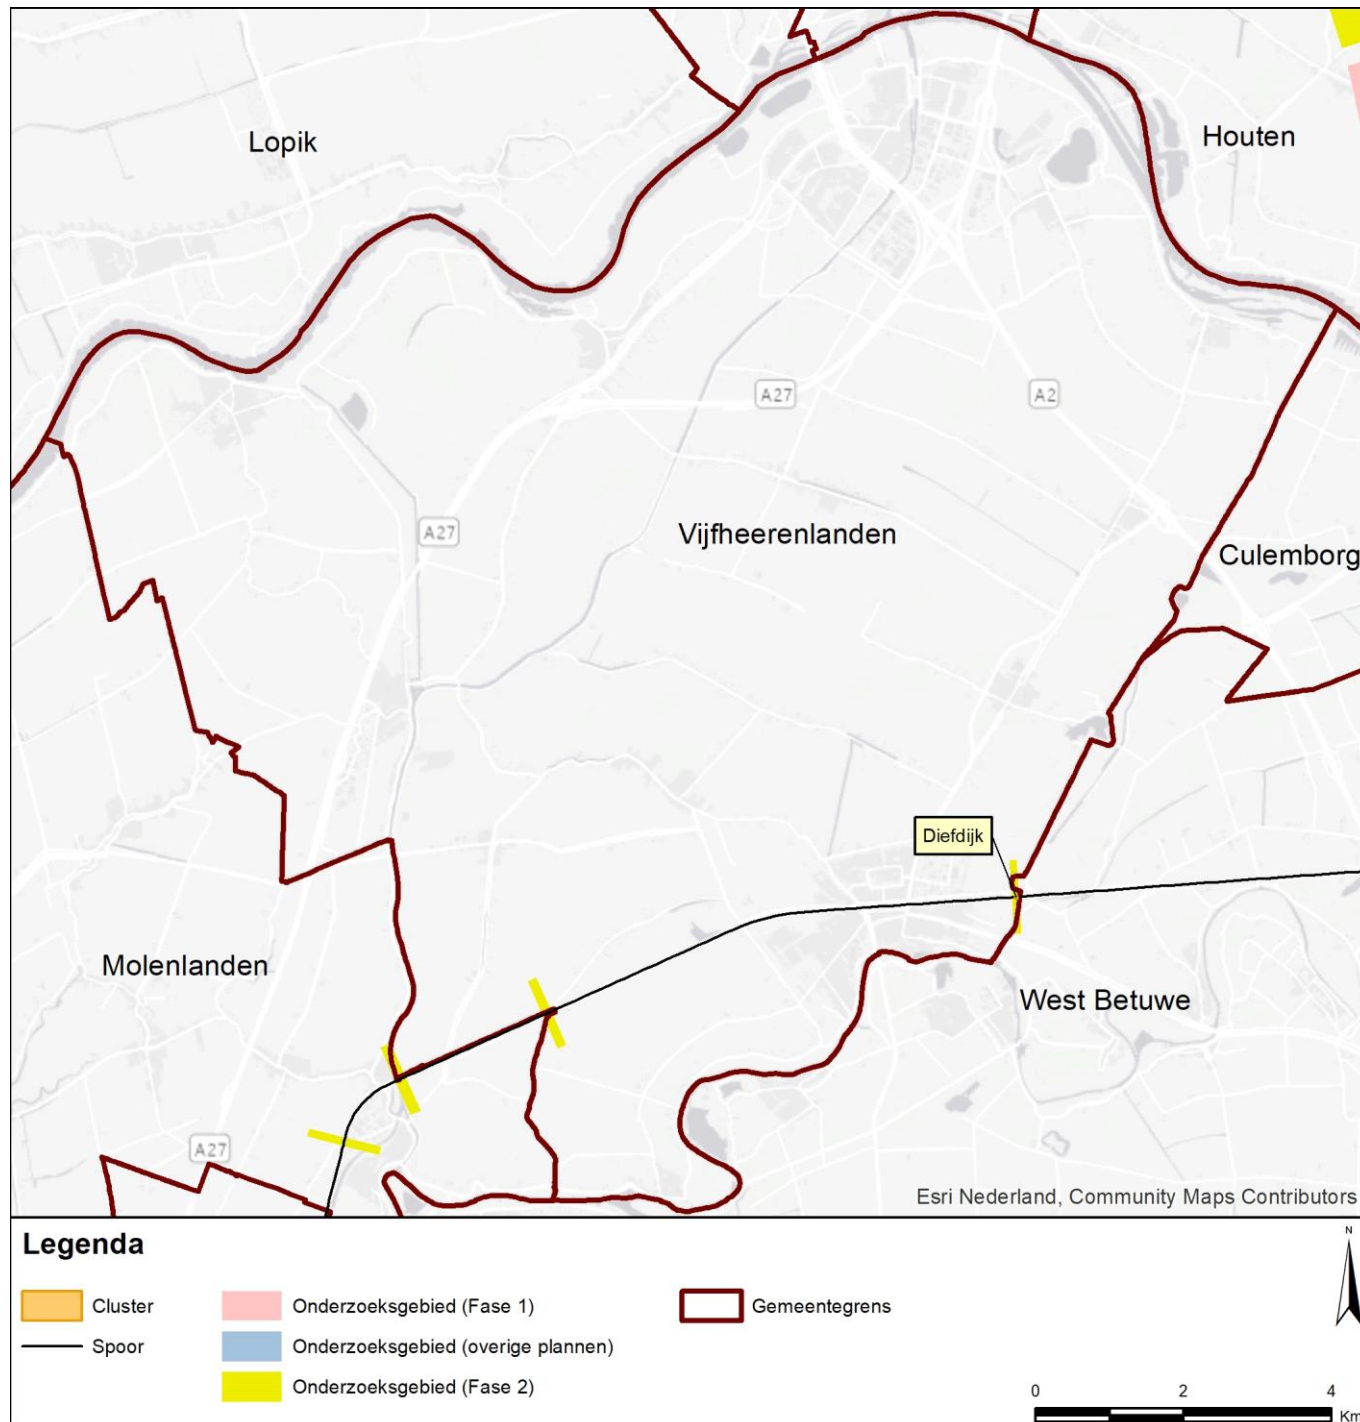 Lopik
Houten
A27
A2
A27
Vijfheerenlanden
Culemborg
Diefdijk
Molenlanden
West Betuwe
A27
Esri Nederland, Community Maps Contributors
Legenda
N
Cluster
Onderzoeksgebied (Fase 1)
Gemeentegrens
Spoor
Onderzoeksgebied (overige plannen)
Onderzoeksgebied (Fase 2)
0 2 4
Km